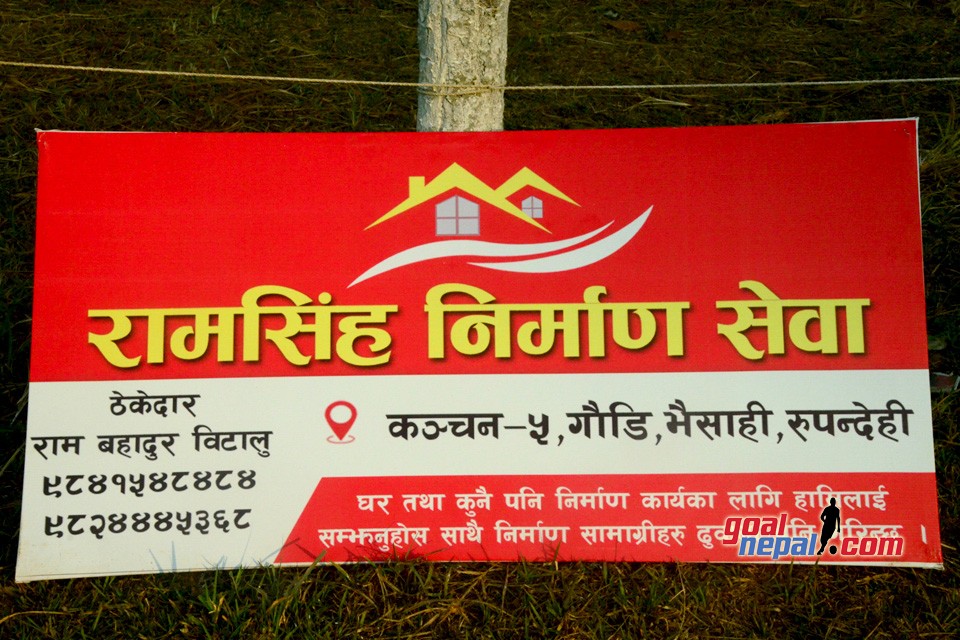 रामसिंह निर्माण सेवा
ठेकेदार
राम बहादुर विटालु
९८४१५४८४८४
९८२४४४५३६८
कञ्चन-५,गौडि,भैसाही,रुपन्देही
घर तथा कुनै पनि निर्माण कार्यका लागि हामिलाई
सम्झनुहोस साथै निर्माण सामाग्रीहरु ।
goal
nepal.com